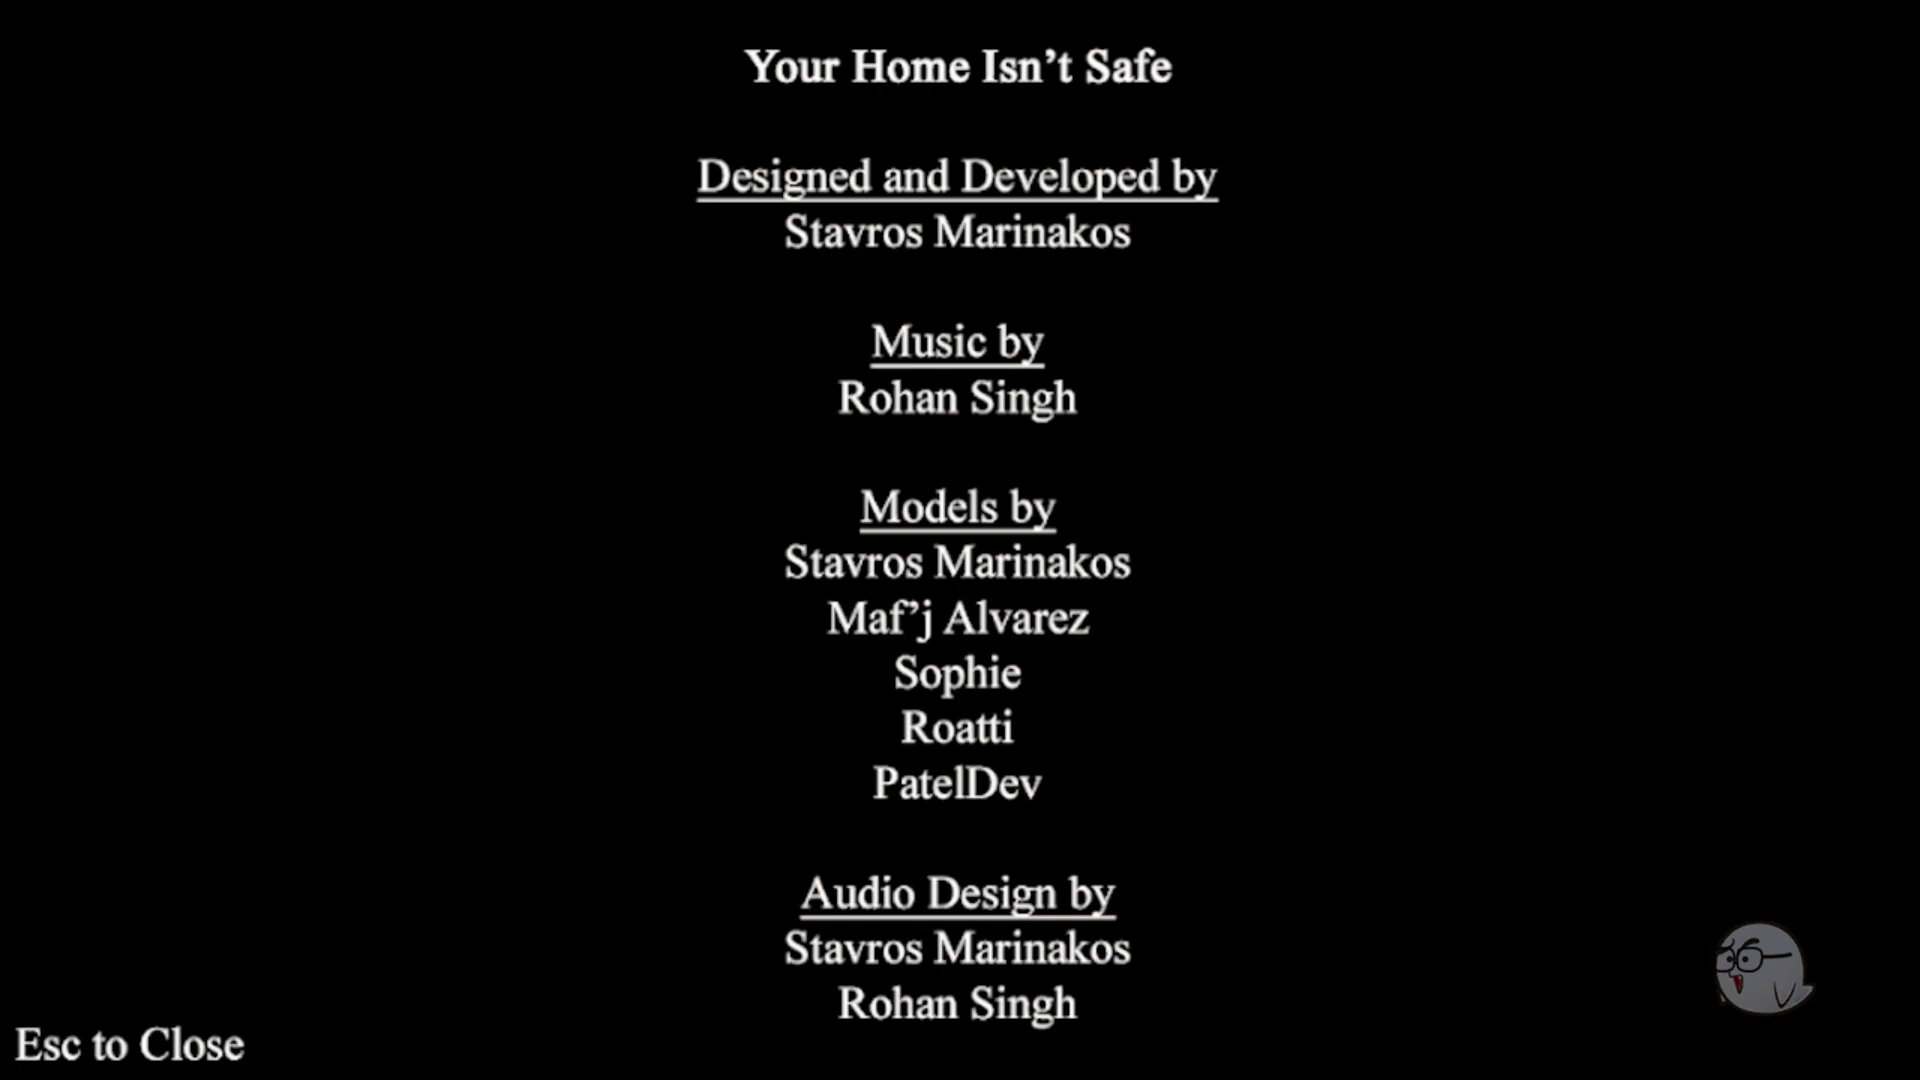 Your Home Isn’t Safe
Designed and Developed by
Stavros Marinakos
Music by
Rohan Singh
Models by
Stavros Marinakos
Maf’j Alvarez
Sophie
Roatti
PatelDev
Audio Design by
Stavros Marinakos
Rohan Singh
Esc to Close